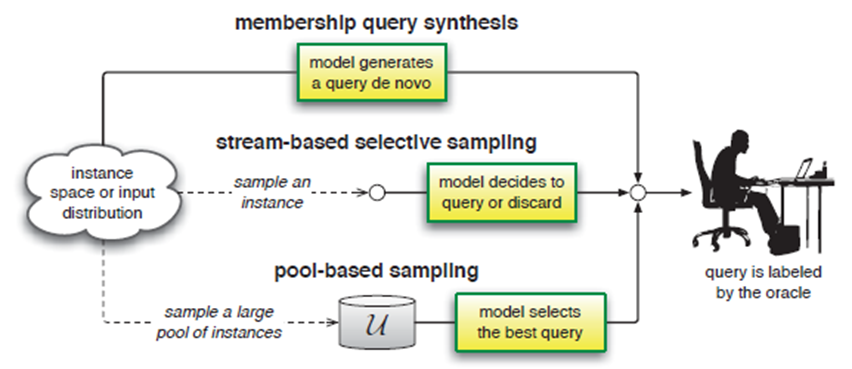 membership query synthesis
model generates
a query de novo
stream-based selective sampling
instance
space or input
distribution
sample an
instance
model decides to
query or discard
query is labeled
by the oracle
pool-based sampling
sample a large
pool of instances
U
model selects
the best query